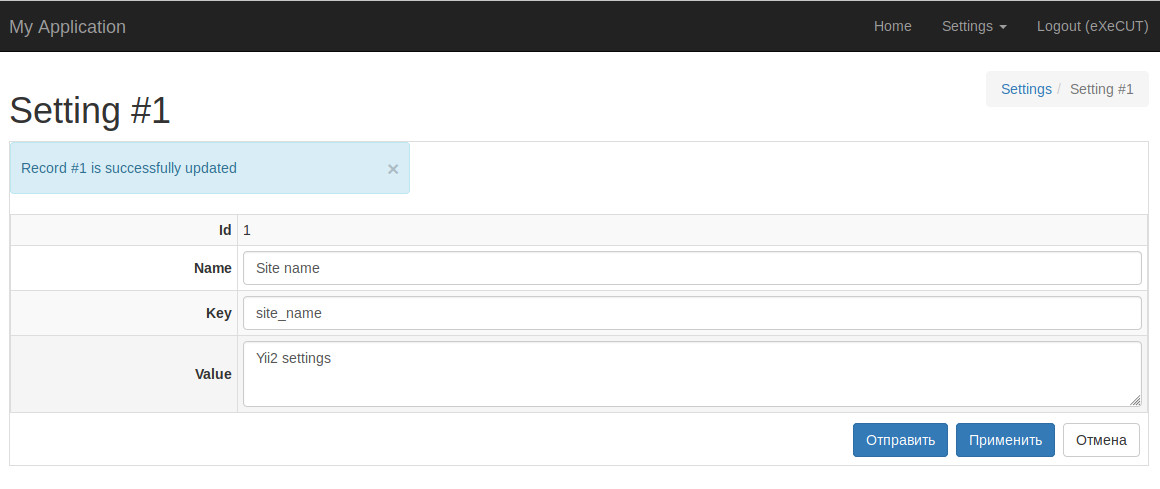 My Application Home Settings Logout (eXeCUT)
Settings / Setting #1
Setting #1
Record #1 is successfully updated ×
Id 1
Name Site name
Key site_name
Value Yii2 settings
Отправить Применить Отмена